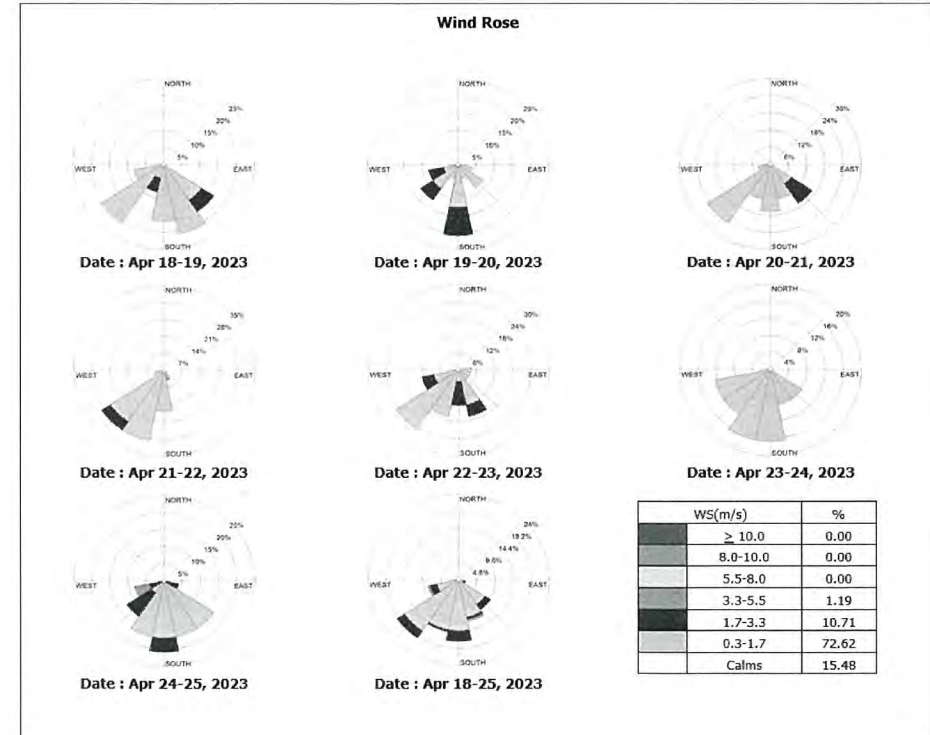 Wind Rose
NORTH
25%
20%
15%
10%
5%
WEST
EAST
SOUTH
Date : Apr 18-19, 2023
NORTH
25%
20%
15%
10%
5%
WEST
EAST
SOUTH
Date : Apr 19-20, 2023
NORTH
30%
24%
18%
12%
6%
WEST
EAST
SOUTH
Date : Apr 20-21, 2023
NORTH
35%
28%
21%
14%
7%
WEST
EAST
SOUTH
Date : Apr 21-22, 2023
NORTH
30%
24%
18%
12%
6%
WEST
EAST
SOUTH
Date : Apr 22-23, 2023
NORTH
20%
16%
12%
8%
4%
WEST
EAST
SOUTH
Date : Apr 23-24, 2023
NORTH
25%
20%
15%
10%
5%
WEST
EAST
SOUTH
Date : Apr 24-25, 2023
NORTH
24%
19.2%
14.4%
9.6%
4.8%
WEST
EAST
SOUTH
Date : Apr 18-25, 2023
WS(m/s) %
≥ 10.0 0.00
8.0-10.0 0.00
5.5-8.0 0.00
3.3-5.5 1.19
1.7-3.3 10.71
0.3-1.7 72.62
Calms 15.48